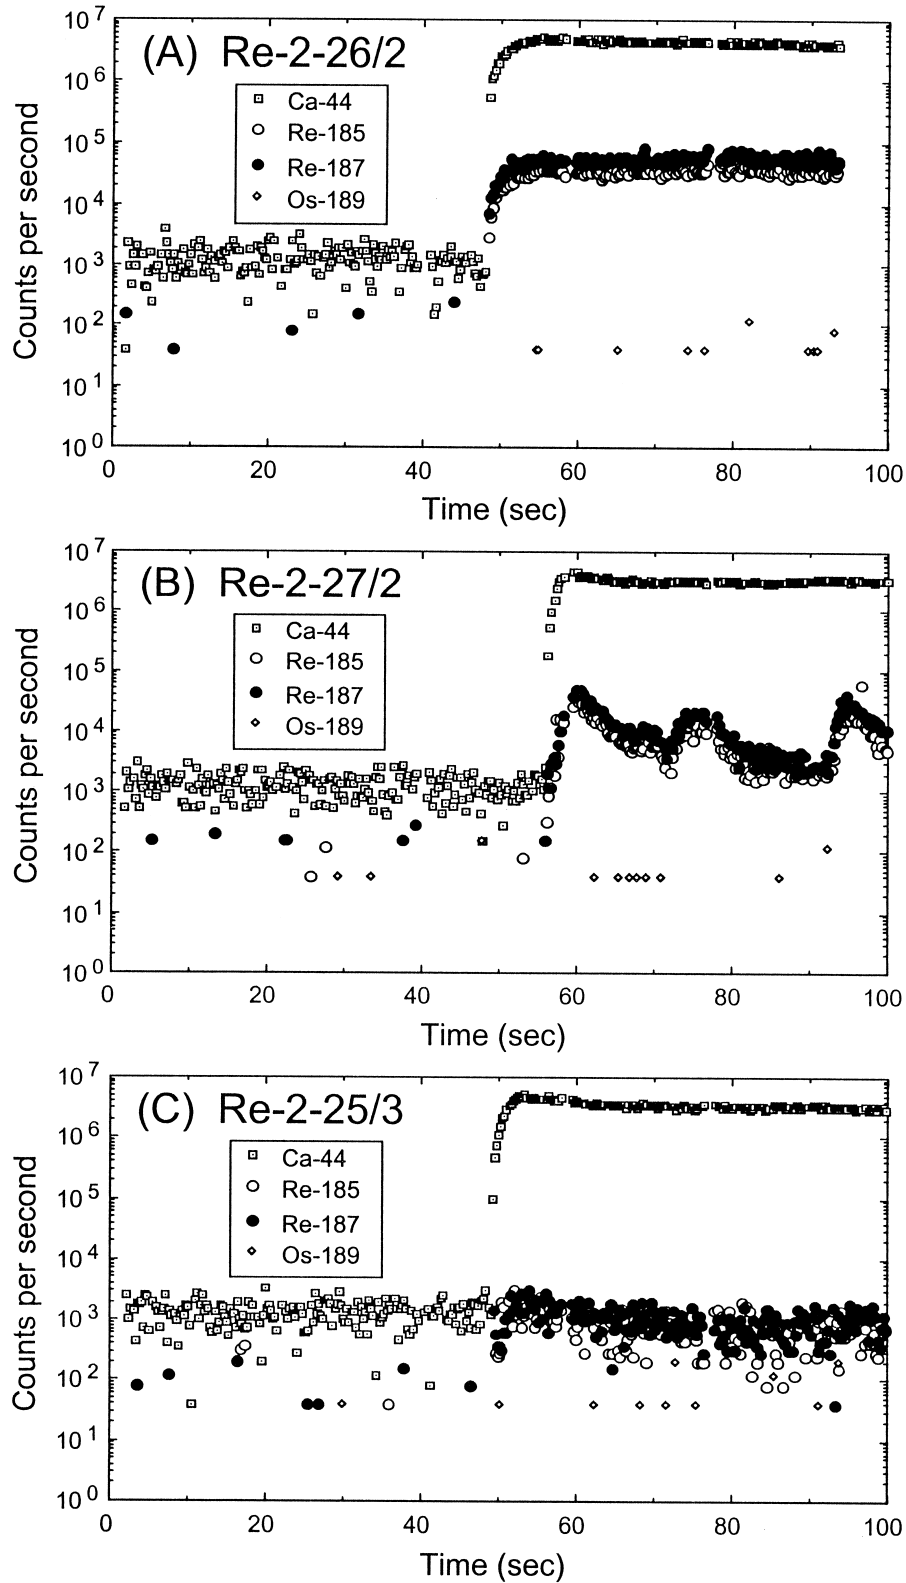 (A) Re-2-26/2
Ca-44
Re-185
Re-187
Os-189
Counts per second
10^7
10^6
10^5
10^4
10^3
10^2
10^1
10^0
0 20 40 60 80 100
Time (sec)
(B) Re-2-27/2
Ca-44
Re-185
Re-187
Os-189
Counts per second
10^7
10^6
10^5
10^4
10^3
10^2
10^1
10^0
0 20 40 60 80 100
Time (sec)
(C) Re-2-25/3
Ca-44
Re-185
Re-187
Os-189
Counts per second
10^7
10^6
10^5
10^4
10^3
10^2
10^1
10^0
0 20 40 60 80 100
Time (sec)